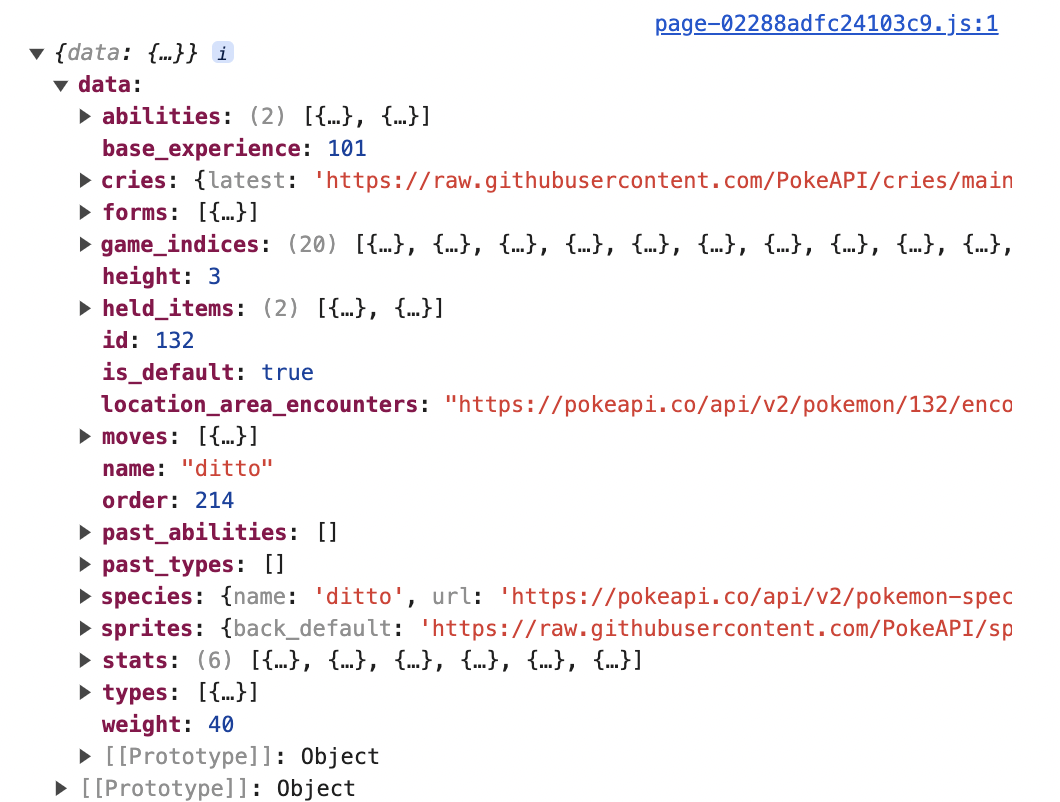 page-02288adfc24103c9.js:1
▼ {data: {…}} i
▼ data:
▶ abilities: (2) [{…}, {…}]
base_experience: 101
▶ cries: {latest: 'https://raw.githubusercontent.com/PokeAPI/cries/main
▶ forms: [{…}]
▶ game_indices: (20) [{…}, {…}, {…}, {…}, {…}, {…}, {…}, {…}, {…}, {…},
height: 3
▶ held_items: (2) [{…}, {…}]
id: 132
is_default: true
location_area_encounters: "https://pokeapi.co/api/v2/pokemon/132/enco
▶ moves: [{…}]
name: "ditto"
order: 214
▶ past_abilities: []
▶ past_types: []
▶ species: {name: 'ditto', url: 'https://pokeapi.co/api/v2/pokemon-spec
▶ sprites: {back_default: 'https://raw.githubusercontent.com/PokeAPI/sp
▶ stats: (6) [{…}, {…}, {…}, {…}, {…}, {…}]
▶ types: [{…}]
weight: 40
▶ [[Prototype]]: Object
▶ [[Prototype]]: Object